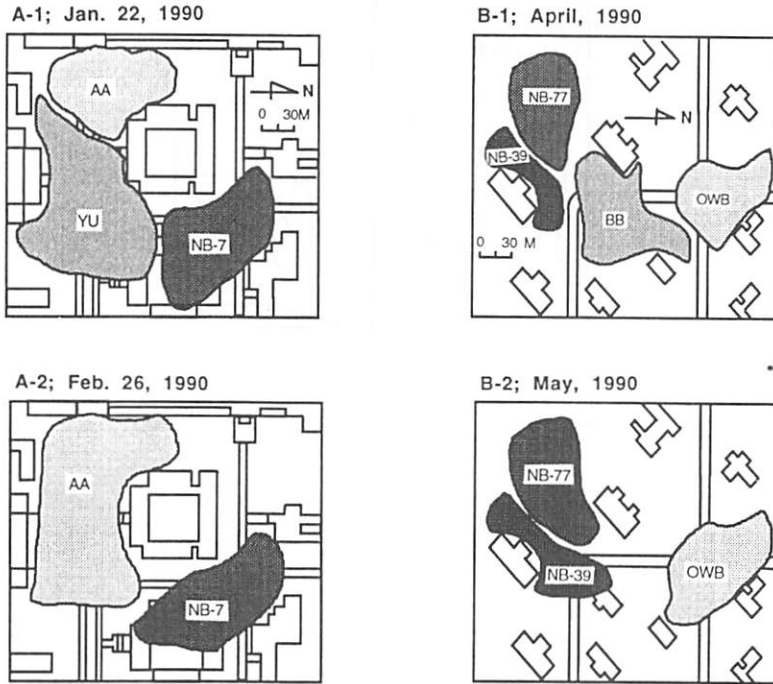 A-1; Jan. 22, 1990
AA
N
0 30M
YU
NB-7
B-1; April, 1990
NB-77
N
NB-39
OWB
BB
0 30 M
A-2; Feb. 26, 1990
AA
NB-7
B-2; May, 1990
NB-77
NB-39
OWB